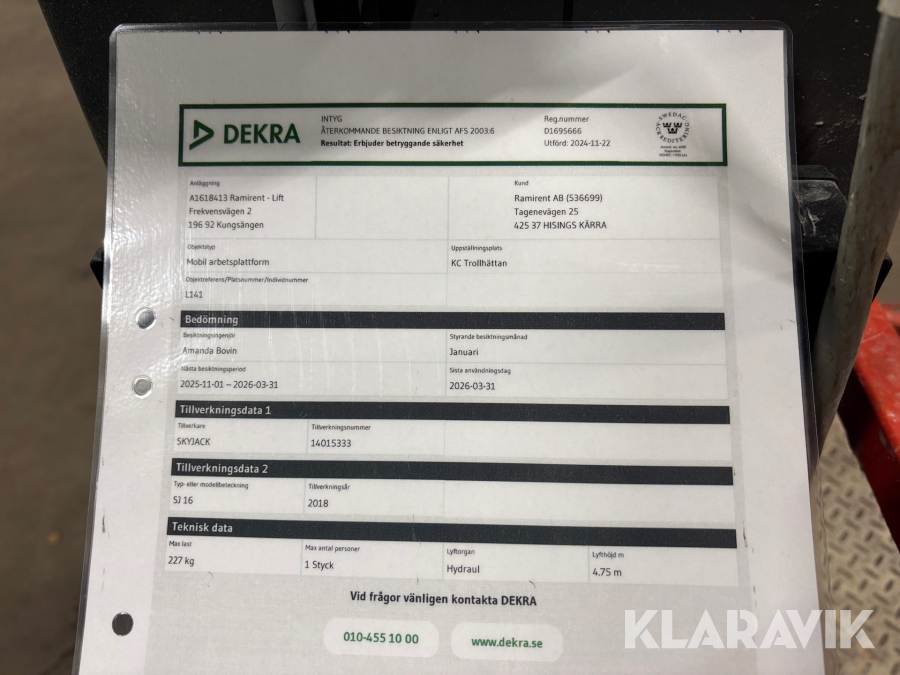 DEKRA
INTYG
ÅTERKOMMANDE BESIKTNING ENLIGT AFS 2003:6
Resultat: Erbjuder betryggande säkerhet
Reg.nummer
D1695666
Utförd: 2024-11-22
SWEDAC
ACKREDITERING
Anläggning
A1618413 Ramirent - Lift
Frekvensvägen 2
196 92 Kungsängen
Kund
Ramirent AB (536699)
Tagenevägen 25
425 37 HISINGS KÄRRA
Objektstyp
Mobil arbetsplattform
Uppställningsplats
KC Trollhättan
Objektreferens/Platsnummer/Individnummer
L141
Bedömning
Besiktningsingenjör
Amanda Bovin
Styrande besiktningsmånad
Januari
Nästa besiktningsperiod
2025-11-01 – 2026-03-31
Sista användningsdag
2026-03-31
Tillverkningsdata 1
Tillverkare
SKYJACK
Tillverkningsnummer
14015333
Tillverkningsdata 2
Typ- eller modellbeteckning
SJ 16
Tillverkningsår
2018
Teknisk data
Max last
227 kg
Max antal personer
1 Styck
Lyftorgan
Hydraul
Lyfthöjd m
4.75 m
Vid frågor vänligen kontakta DEKRA
010-455 10 00
www.dekra.se
KLARAVIK